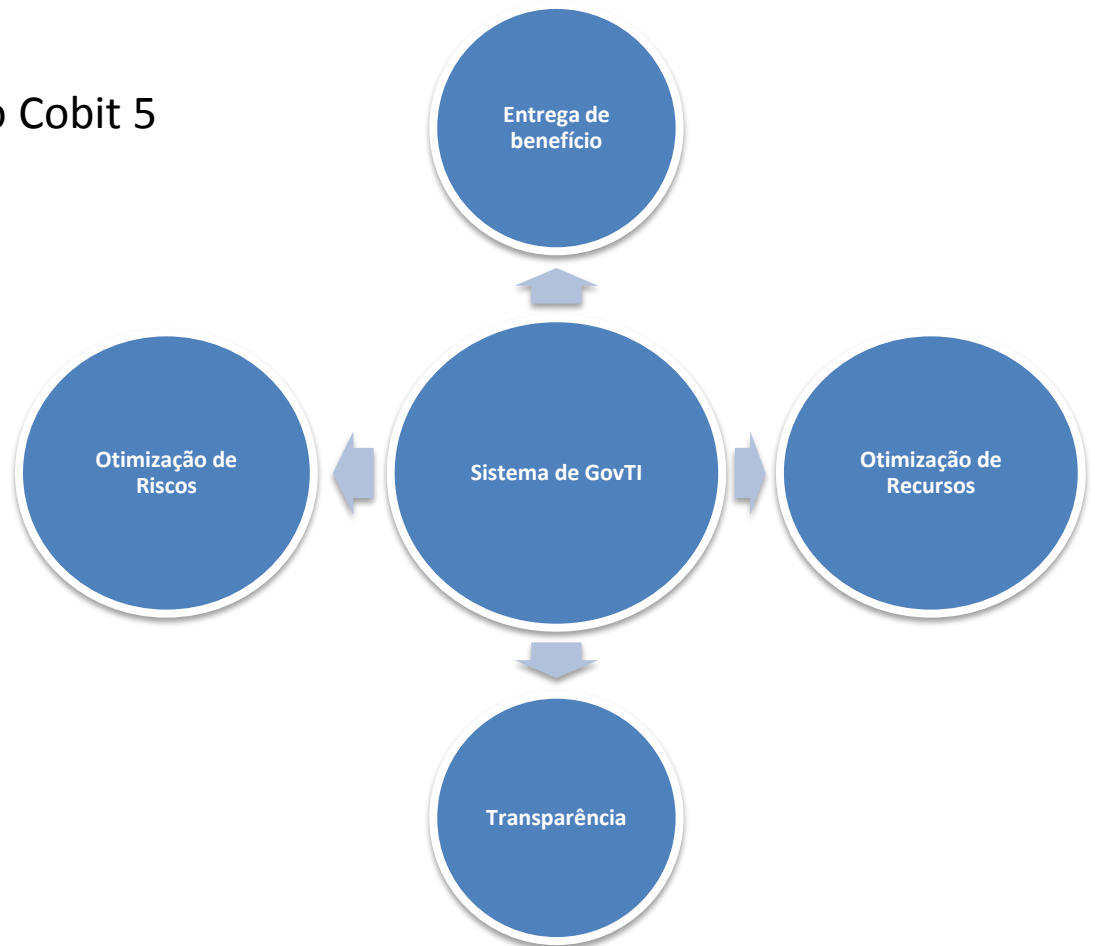 o Cobit 5
Entrega de
benefício
Otimização de
Riscos
Sistema de GovTI
Otimização de
Recursos
Transparência